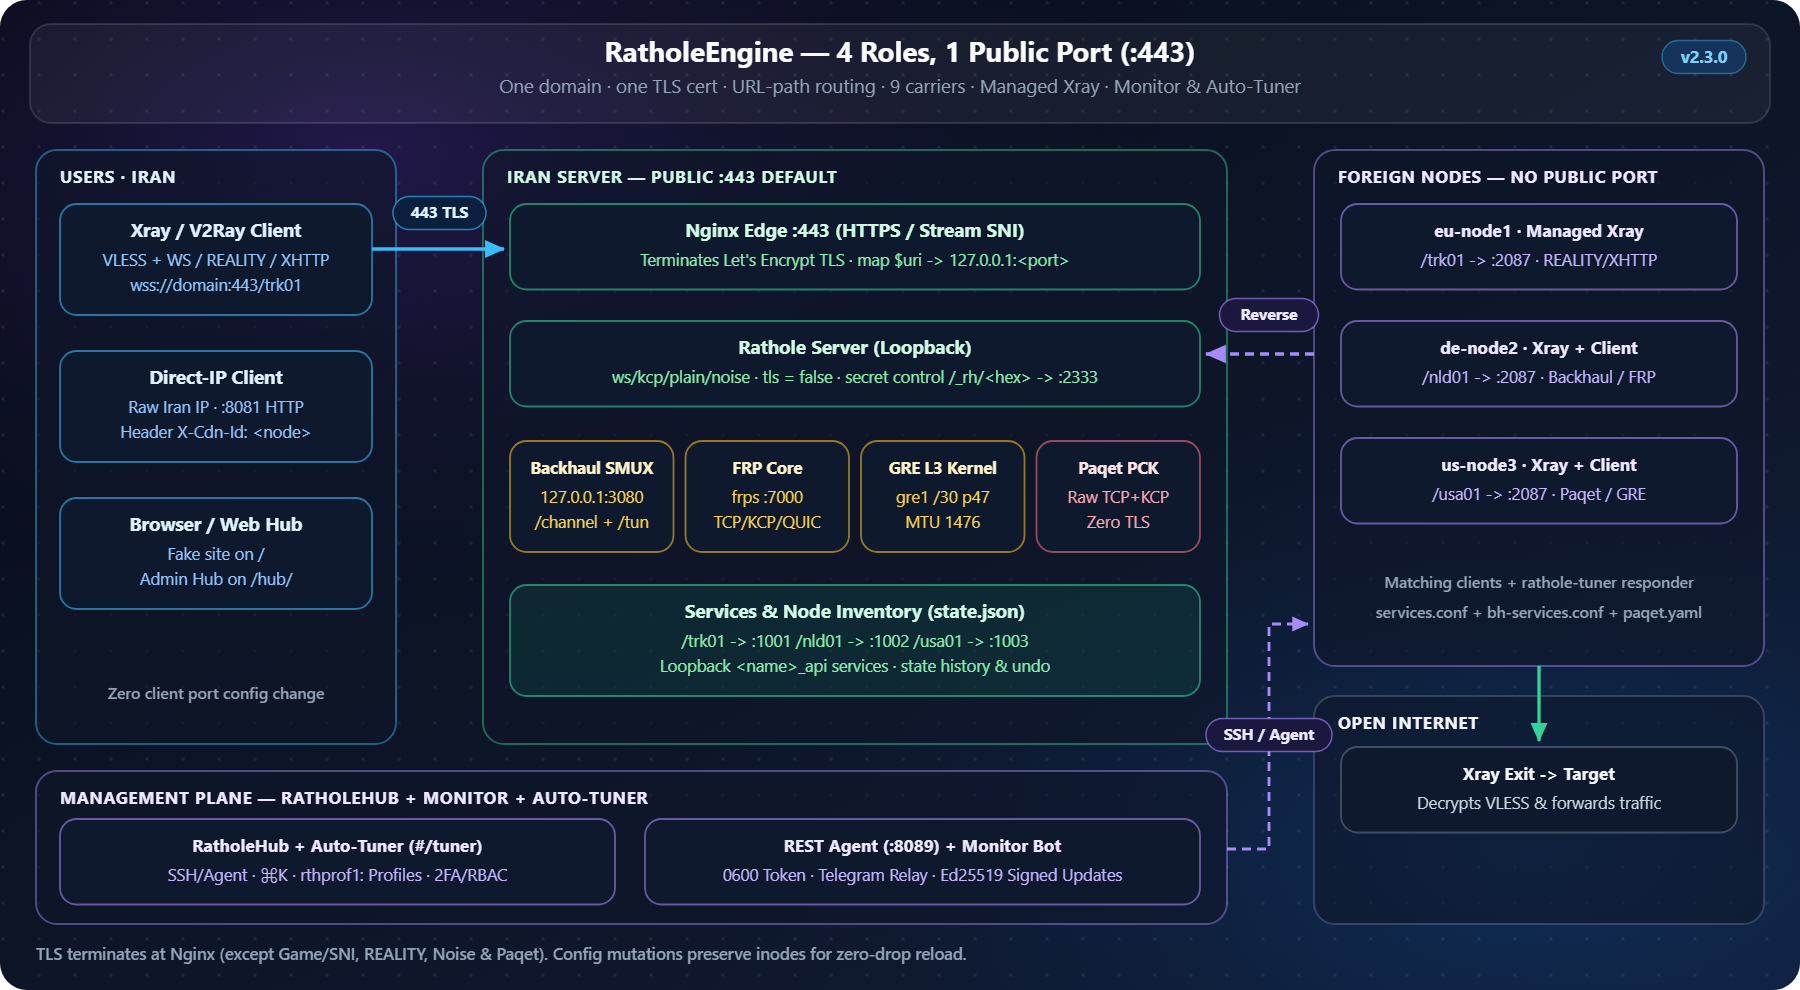 RatholeEngine — 4 Roles, 1 Public Port (:443)
v2.3.0
One domain · one TLS cert · URL-path routing · 9 carriers · Managed Xray · Monitor & Auto-Tuner
USERS · IRAN
Xray / V2Ray Client
VLESS + WS / REALITY / XHTTP
wss://domain:443/trk01
Direct-IP Client
Raw Iran IP · :8081 HTTP
Header X-Cdn-Id: <node>
Browser / Web Hub
Fake site on /
Admin Hub on /hub/
Zero client port config change
443 TLS
IRAN SERVER — PUBLIC :443 DEFAULT
Nginx Edge :443 (HTTPS / Stream SNI)
Terminates Let's Encrypt TLS · map $uri -> 127.0.0.1:<port>
Rathole Server (Loopback)
ws/kcp/plain/noise · tls = false · secret control /_rh/<hex> -> :2333
Backhaul SMUX
127.0.0.1:3080
/channel + /tun
FRP Core
frps :7000
TCP/KCP/QUIC
GRE L3 Kernel
gre1 /30 p47
MTU 1476
Paqet PCK
Raw TCP+KCP
Zero TLS
Services & Node Inventory (state.json)
/trk01 -> :1001 /nld01 -> :1002 /usa01 -> :1003
Loopback <name>_api services · state history & undo
Reverse
FOREIGN NODES — NO PUBLIC PORT
eu-node1 · Managed Xray
/trk01 -> :2087 · REALITY/XHTTP
de-node2 · Xray + Client
/nld01 -> :2087 · Backhaul / FRP
us-node3 · Xray + Client
/usa01 -> :2087 · Paqet / GRE
Matching clients + rathole-tuner responder
services.conf + bh-services.conf + paqet.yaml
SSH / Agent
OPEN INTERNET
Xray Exit -> Target
Decrypts VLESS & forwards traffic
MANAGEMENT PLANE — RATHOLEHUB + MONITOR + AUTO-TUNER
RatholeHub + Auto-Tuner (#/tuner)
SSH/Agent · ⌘K · rthprof1: Profiles · 2FA/RBAC
REST Agent (:8089) + Monitor Bot
0600 Token · Telegram Relay · Ed25519 Signed Updates
TLS terminates at Nginx (except Game/SNI, REALITY, Noise & Paqet). Config mutations preserve inodes for zero-drop reload.